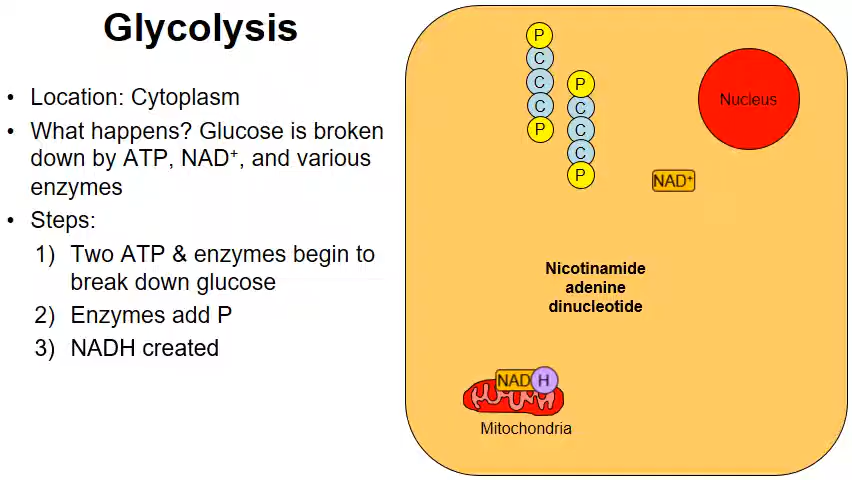 Glycolysis
• Location: Cytoplasm
• What happens? Glucose is broken
down by ATP, NAD⁺, and various
enzymes
• Steps:
1) Two ATP & enzymes begin to
break down glucose
2) Enzymes add P
3) NADH created
P
C
C
C
P
P
C
C
C
P
Nucleus
NAD⁺
Nicotinamide
adenine
dinucleotide
NAD H
Mitochondria